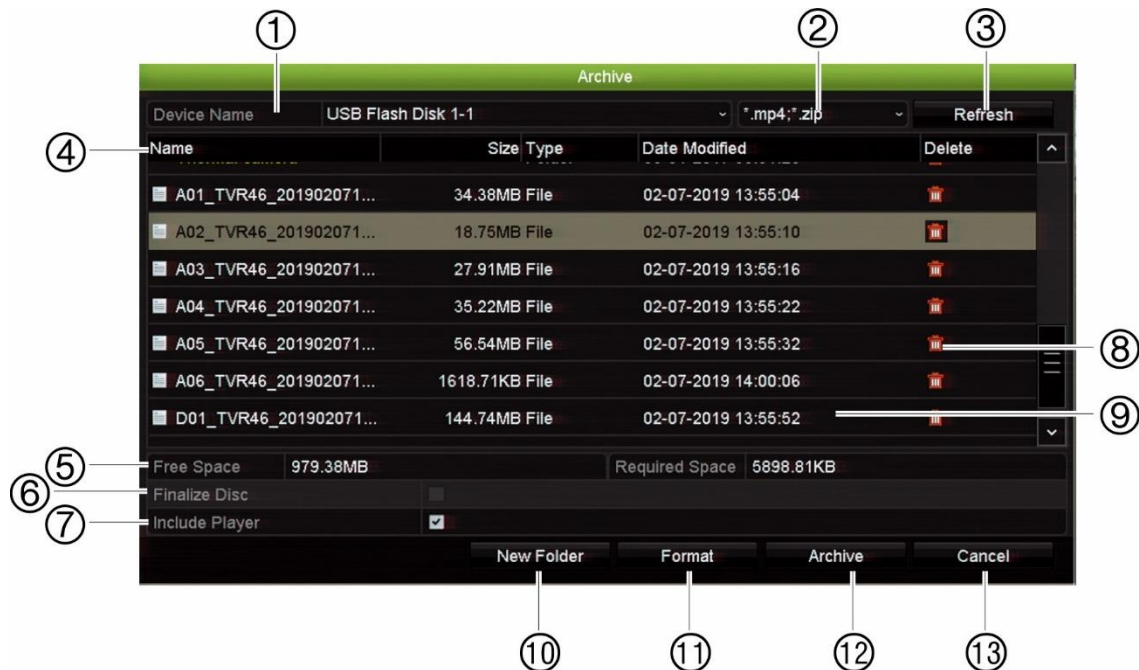 ① ② ③
Archive
Device Name USB Flash Disk 1-1 *.mp4;*.zip Refresh
④ Name Size Type Date Modified Delete
A01_TVR46_201902071... 34.38MB File 02-07-2019 13:55:04
A02_TVR46_201902071... 18.75MB File 02-07-2019 13:55:10
A03_TVR46_201902071... 27.91MB File 02-07-2019 13:55:16
A04_TVR46_201902071... 35.22MB File 02-07-2019 13:55:22
A05_TVR46_201902071... 56.54MB File 02-07-2019 13:55:32 ⑧
A06_TVR46_201902071... 1618.71KB File 02-07-2019 14:00:06
D01_TVR46_201902071... 144.74MB File 02-07-2019 13:55:52 ⑨
⑤ Free Space 979.38MB Required Space 5898.81KB
⑥ Finalize Disc
⑦ Include Player
New Folder Format Archive Cancel
⑩ ⑪ ⑫ ⑬